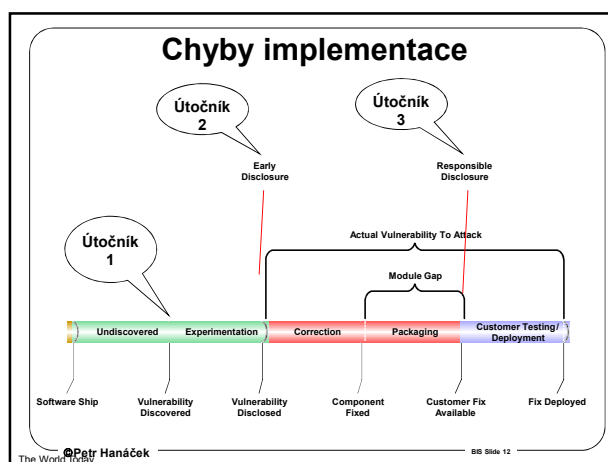 Chyby implementace
Útočník
2
Útočník
3
Early
Disclosure
Responsible
Disclosure
Útočník
1
Actual Vulnerability To Attack
Module Gap
Undiscovered
Experimentation
Correction
Packaging
Customer Testing/
Deployment
Software Ship
Vulnerability
Discovered
Vulnerability
Disclosed
Component
Fixed
Customer Fix
Available
Fix Deployed
©Petr Hanáček
BIS Slide 12
The World Today